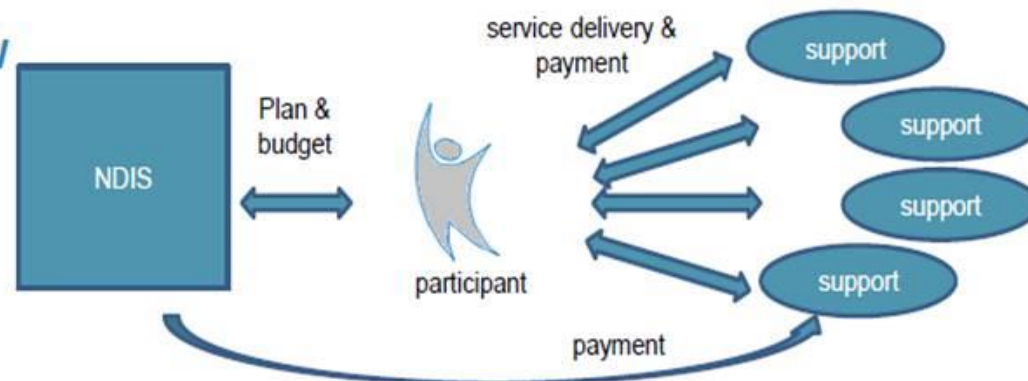 service delivery &
payment
support
Plan &
budget
support
NDIS
support
participant
support
payment